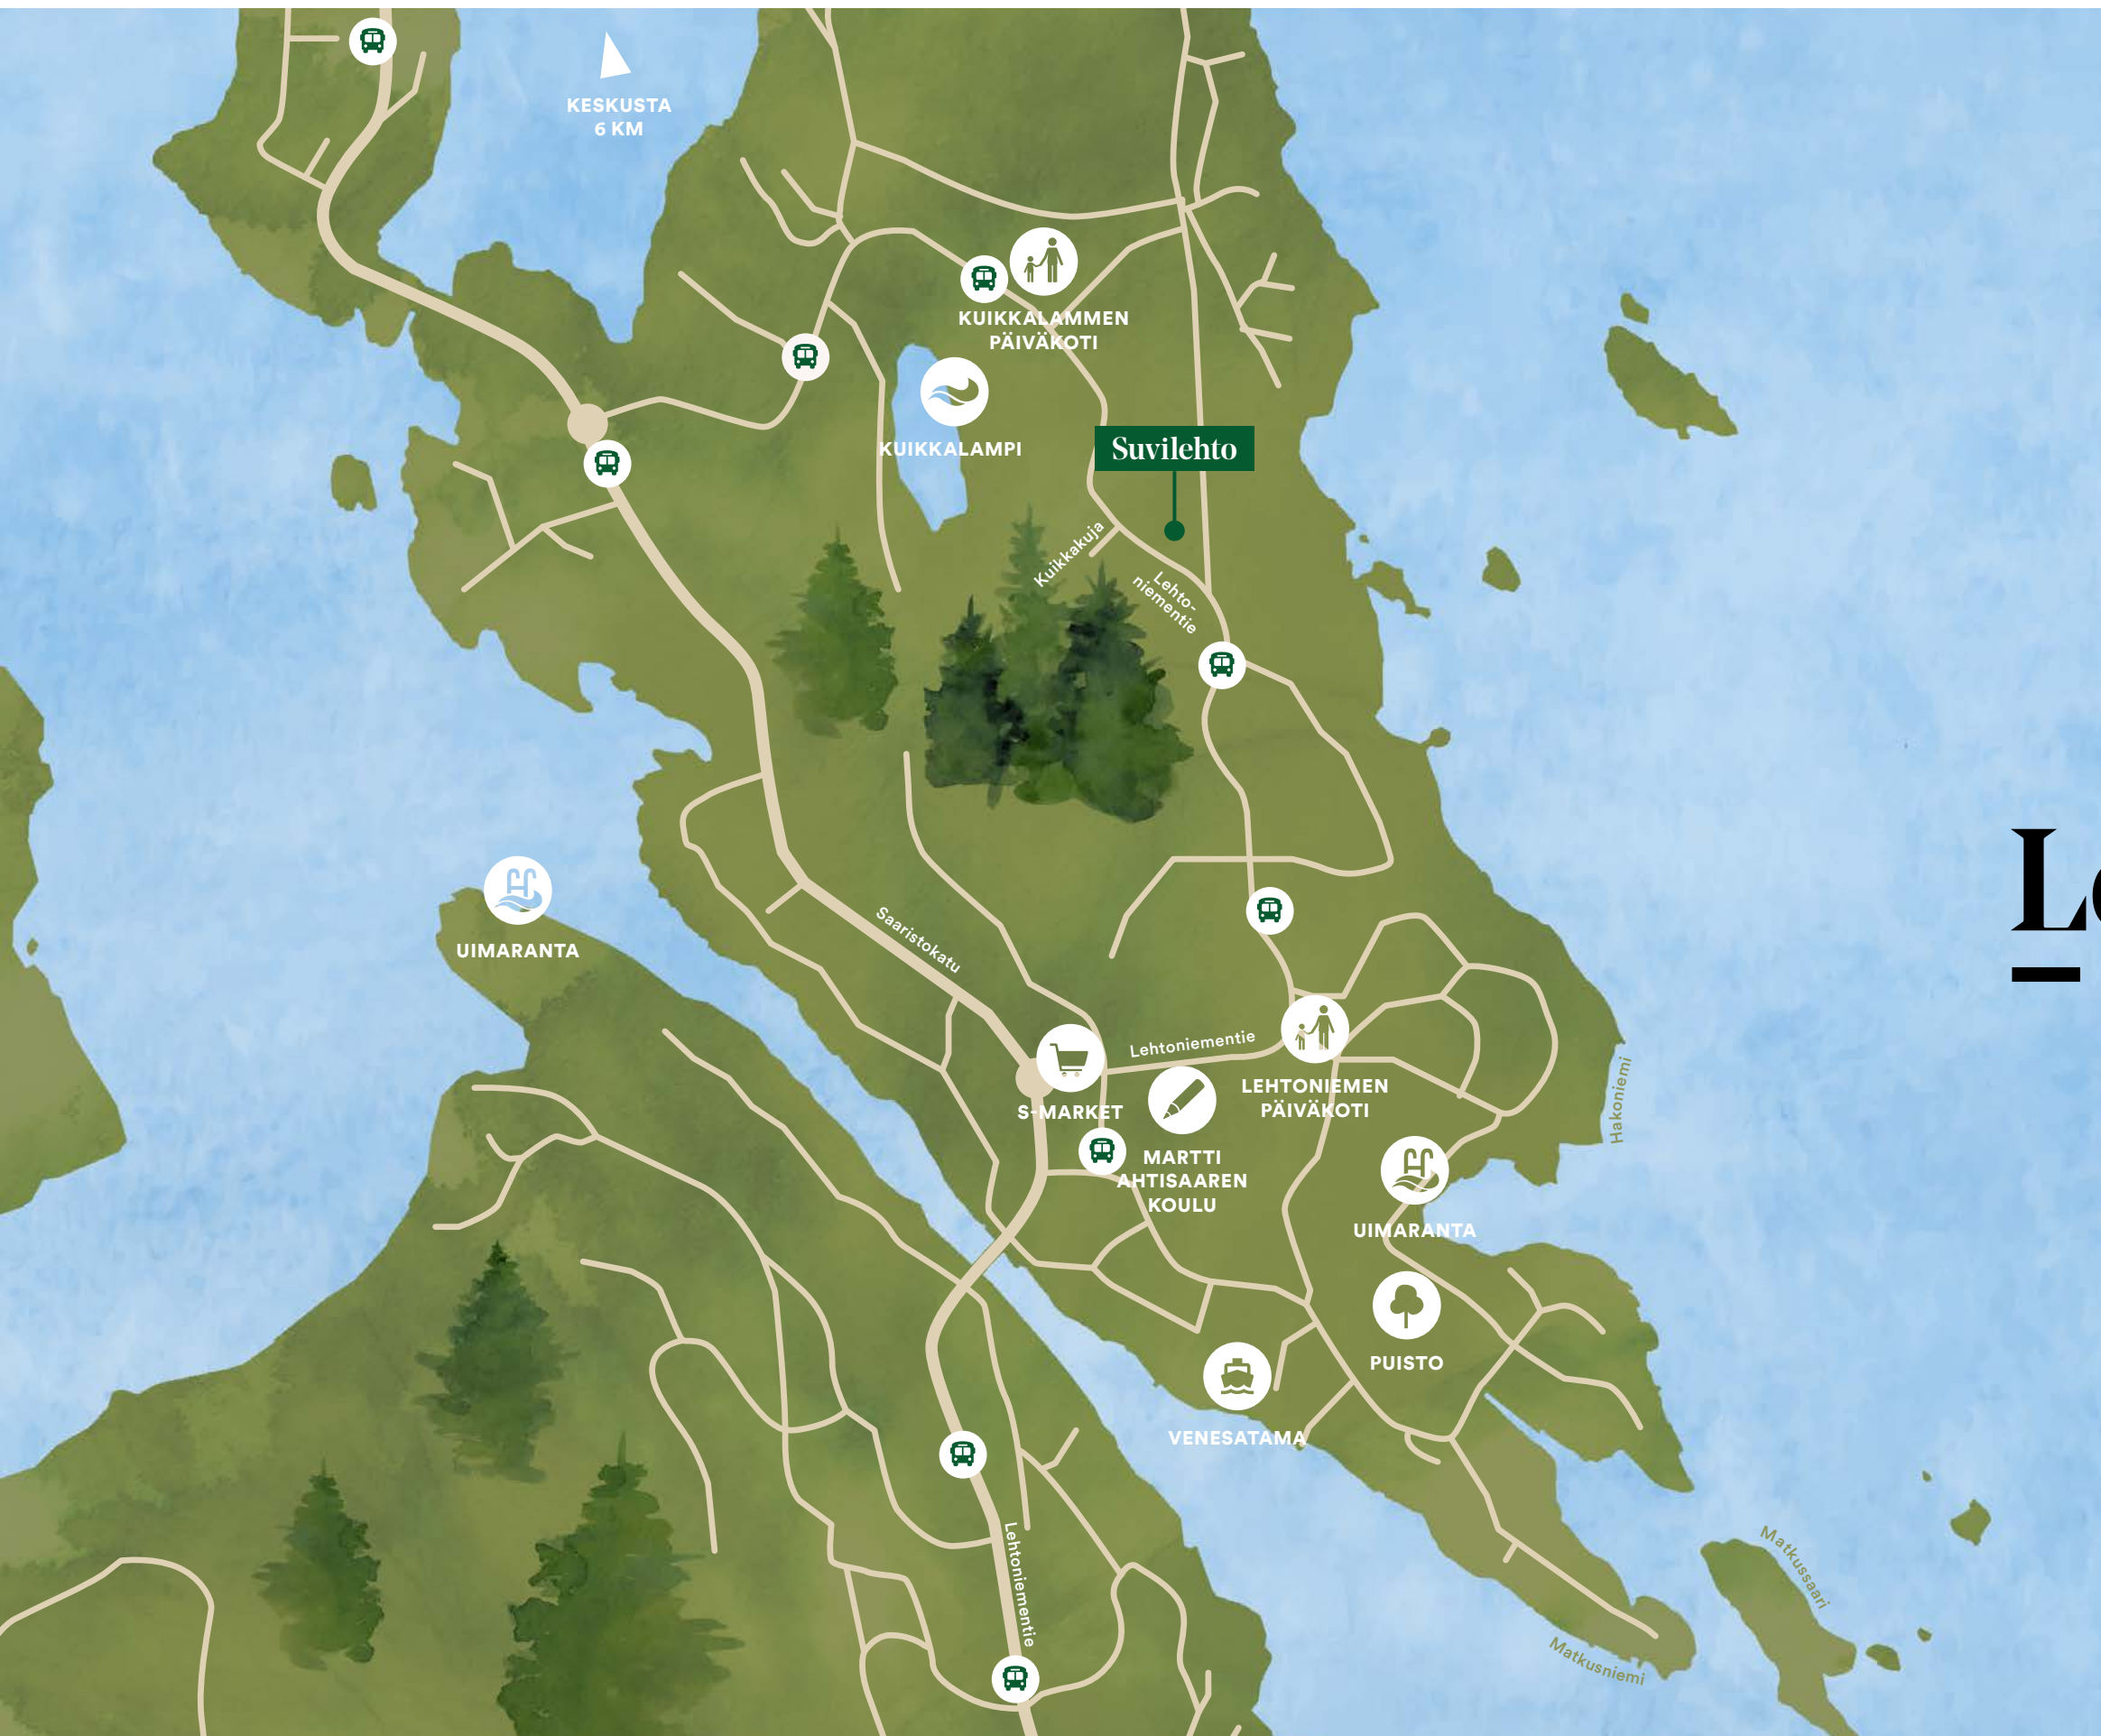 KESKUSTA
6 KM
KUIKKALAMMEN
PÄIVÄKOTI
KUIKKALAMPI
Suvilehto
Kuikkakuja
Lehto-
niementie
UIMARANTA
Saaristokatu
Lehtoniementie
S-MARKET
LEHTONIEMEN
PÄIVÄKOTI
MARTTI
AHTISAAREN
KOULU
Hakoniemi
UIMARANTA
PUISTO
VENESATAMA
Lehtoniementie
Matkussaari
Matkusniemi